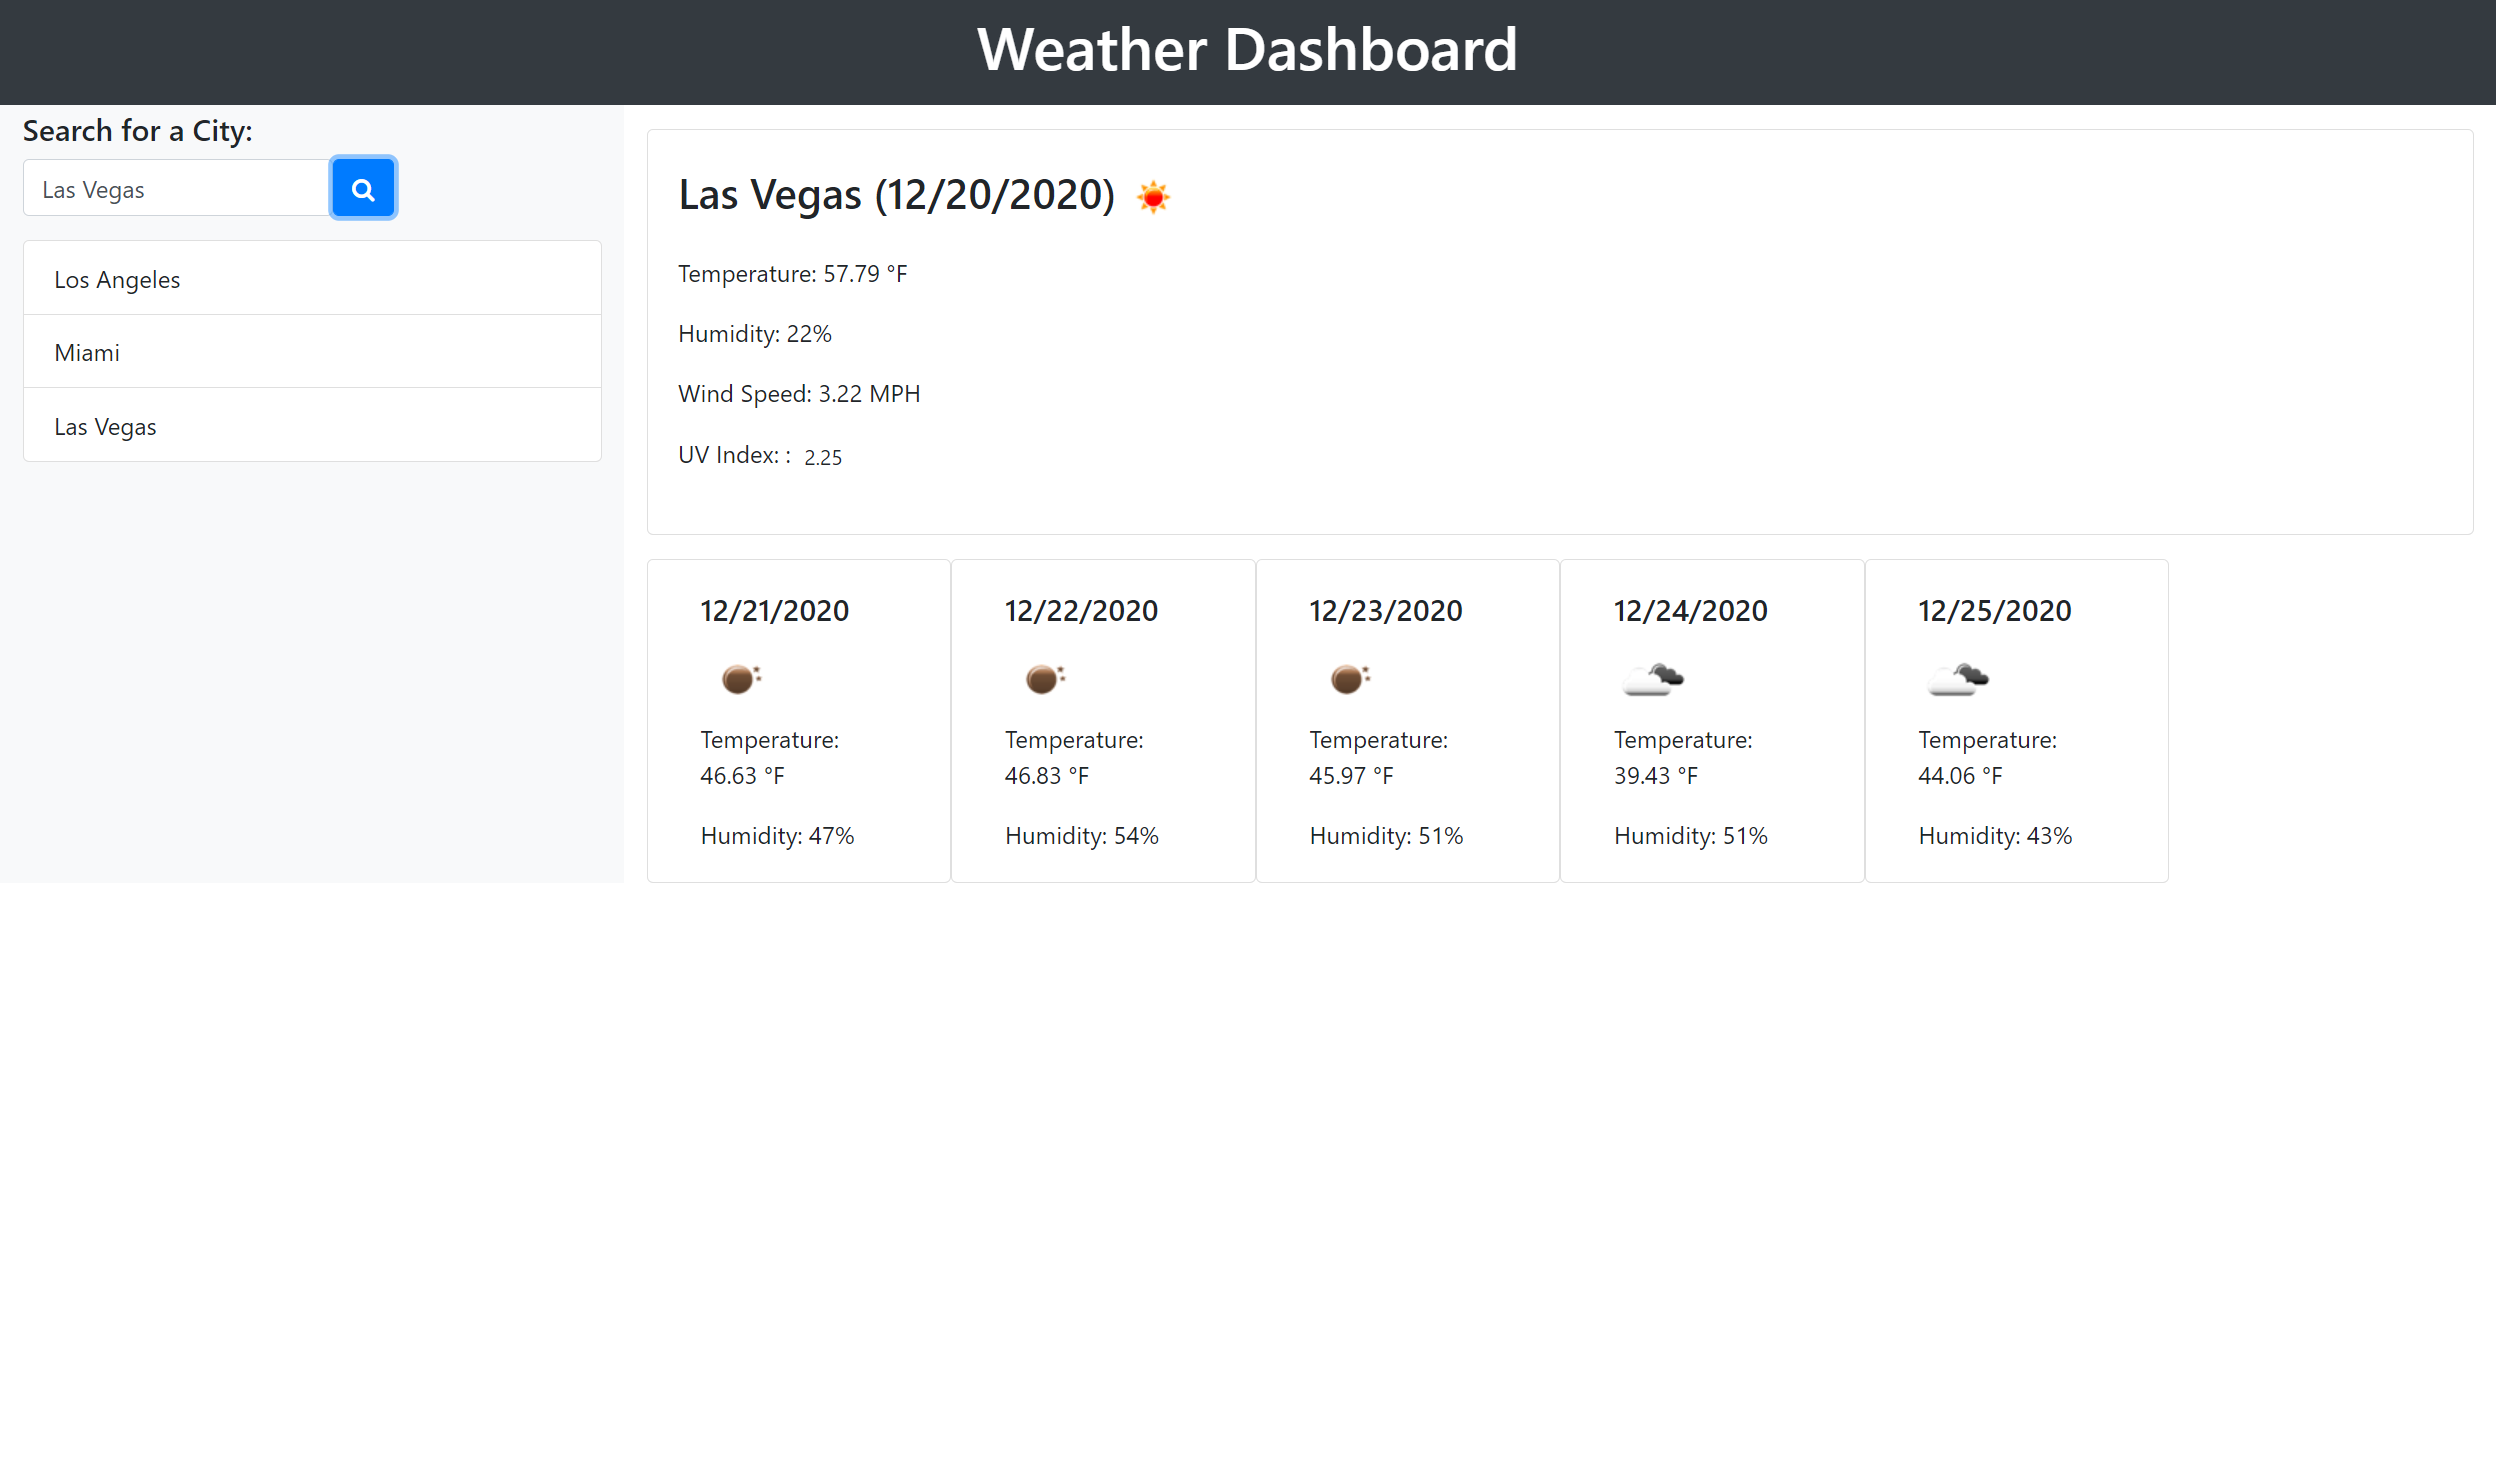 Weather Dashboard
Search for a City:
Las Vegas
Los Angeles
Miami
Las Vegas
Las Vegas (12/20/2020)
Temperature: 57.79 °F
Humidity: 22%
Wind Speed: 3.22 MPH
UV Index: : 2.25
12/21/2020
Temperature:
46.63 °F
Humidity: 47%
12/22/2020
Temperature:
46.83 °F
Humidity: 54%
12/23/2020
Temperature:
45.97 °F
Humidity: 51%
12/24/2020
Temperature:
39.43 °F
Humidity: 51%
12/25/2020
Temperature:
44.06 °F
Humidity: 43%